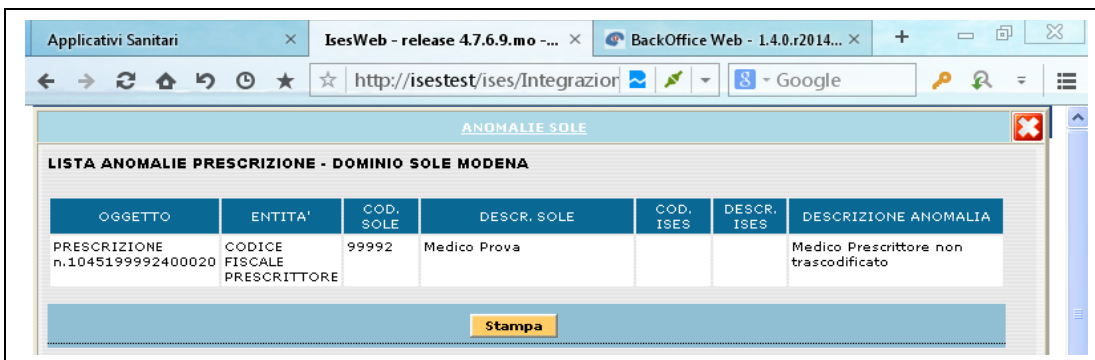 Applicativi Sanitari
IsesWeb - release 4.7.6.9.mo -...
BackOffice Web - 1.4.0.r2014...
http://isestest/ises/Integrazior
8
Google
ANOMALIE SOLE
LISTA ANOMALIE PRESCRIZIONE - DOMINIO SOLE MODENA
OGGETTO ENTITA' COD. SOLE DESCR. SOLE COD. ISES DESCR. ISES DESCRIZIONE ANOMALIA
PRESCRIZIONE CODICE 99992 Medico Prova Medico Prescrittore non
n.1045199992400020 FISCALE trascodificato
PRESCRITTORE
Stampa